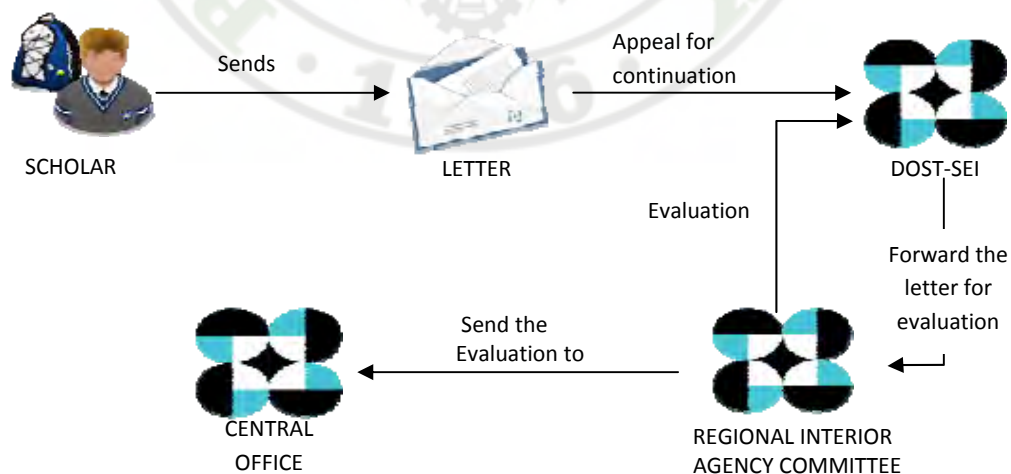 Sends
Appeal for
continuation
SCHOLAR
LETTER
DOST-SEI
Evaluation
Forward the
letter for
evaluation
Send the
Evaluation to
CENTRAL
OFFICE
REGIONAL INTERIOR
AGENCY COMMITTEE